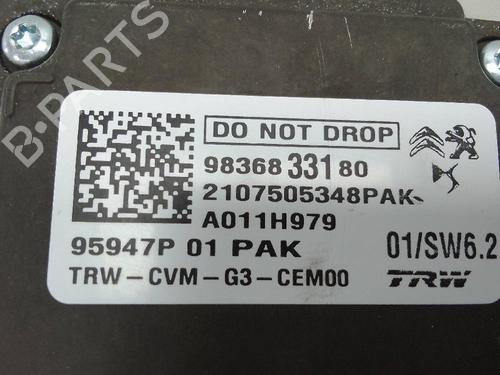 B-PARTS
DO NOT DROP
98368 331 80
2107505348PAK
A011H979
95947P 01 PAK
01/SW6.2
TRW-CVM-G3-CEM00
TRW